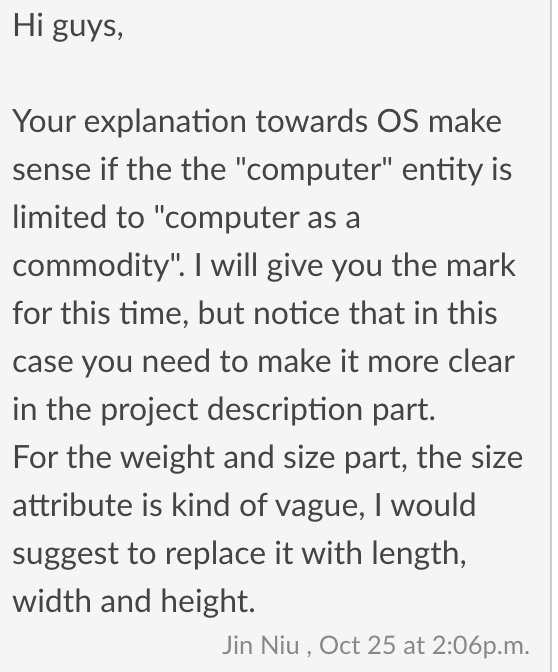 Hi guys,
Your explanation towards OS make
sense if the the "computer" entity is
limited to "computer as a
commodity". I will give you the mark
for this time, but notice that in this
case you need to make it more clear
in the project description part.
For the weight and size part, the size
attribute is kind of vague, I would
suggest to replace it with length,
width and height.
Jin Niu , Oct 25 at 2:06p.m.